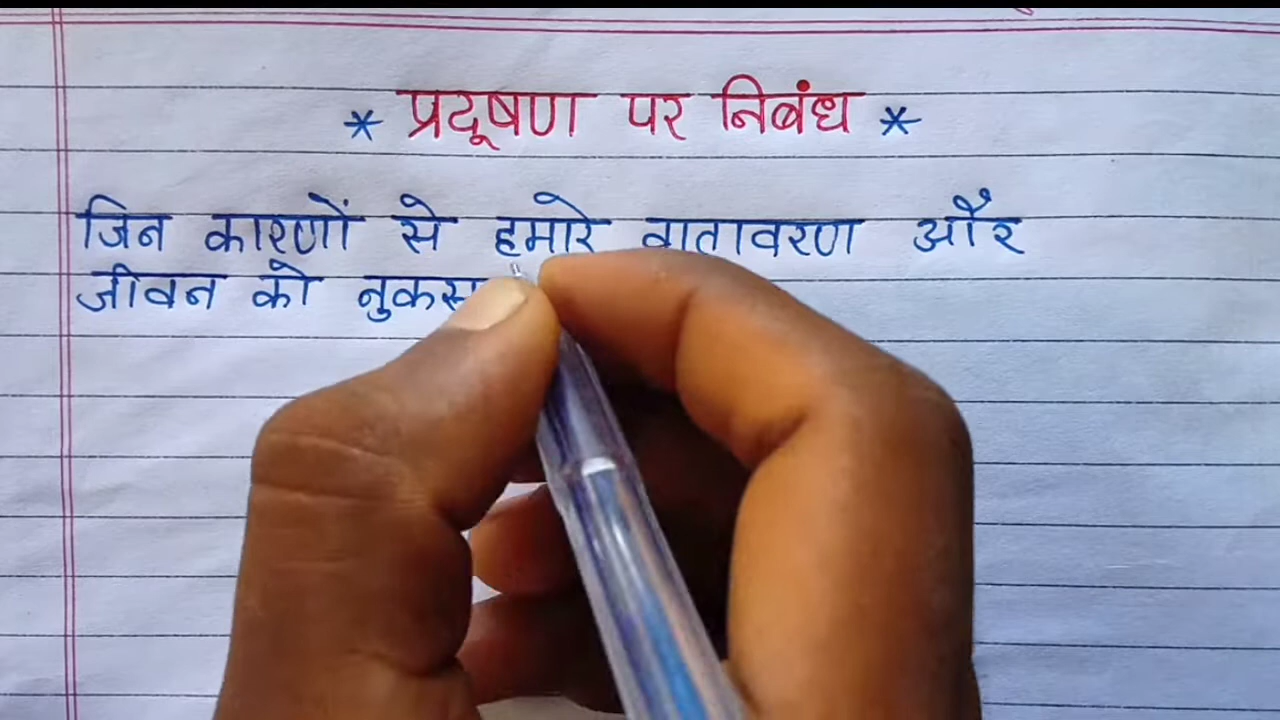 * प्रदूषण पर निबंध *
जिन कारणों से हमारे वातावरण और
जीवन को